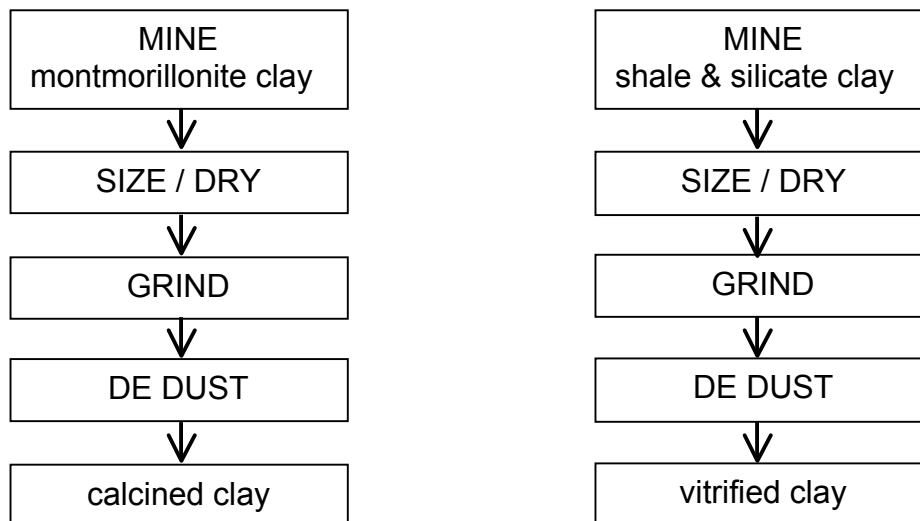 MINE
montmorillonite clay
SIZE / DRY
GRIND
DE DUST
calcined clay
MINE
shale & silicate clay
SIZE / DRY
GRIND
DE DUST
vitrified clay